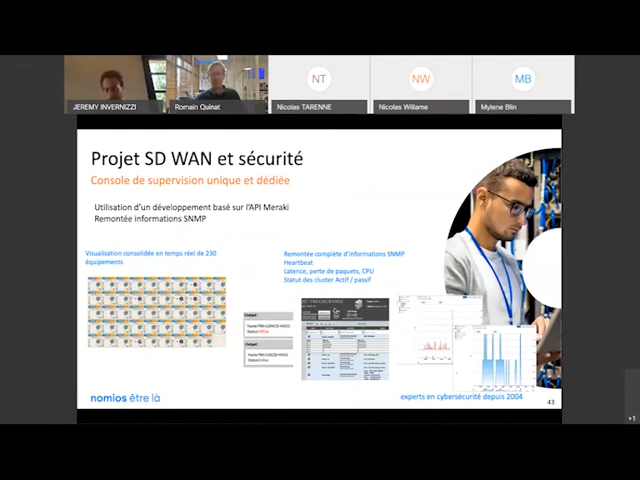 NT
NW
MB
JEREMY INVERNIZZI
Romain Quinat
Nicolas TARENNE
Nicolas Willame
Mylene Blin
Projet SD WAN et sécurité
Console de supervision unique et dédiée
Utilisation d'un développement basé sur l'API Meraki
Remontée informations SNMP
Visualisation consolidée en temps réel de 230
équipements
Remontée complète d'informations SNMP
Heartbeat
Latence, perte de paquets, CPU
Statut des cluster Actif / passif
nomios être là
experts en cybersécurité depuis 2004
43
+1